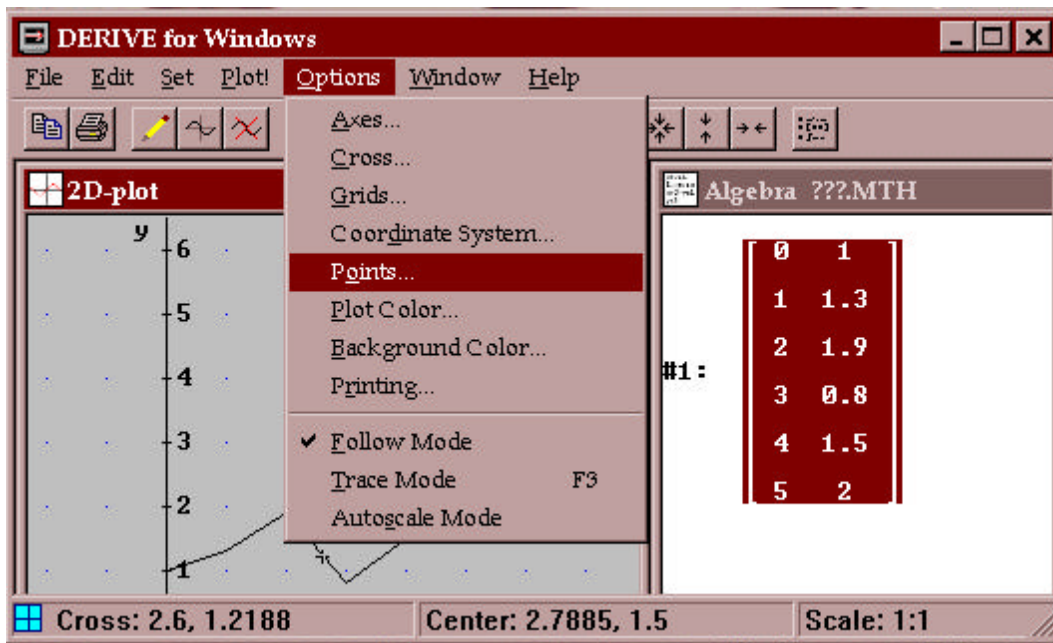 DERIVE for Windows
File Edit Set Plot! Options Window Help
Axes...
Cross...
Grids...
Coordinate System...
Points...
Plot Color...
Background Color...
Printing...
Follow Mode
Trace Mode F3
Autoscale Mode
2D-plot
y
6
5
4
3
2
1
Algebra ???.MTH
#1:
0 1
1 1.3
2 1.9
3 0.8
4 1.5
5 2
Cross: 2.6, 1.2188 Center: 2.7885, 1.5 Scale: 1:1